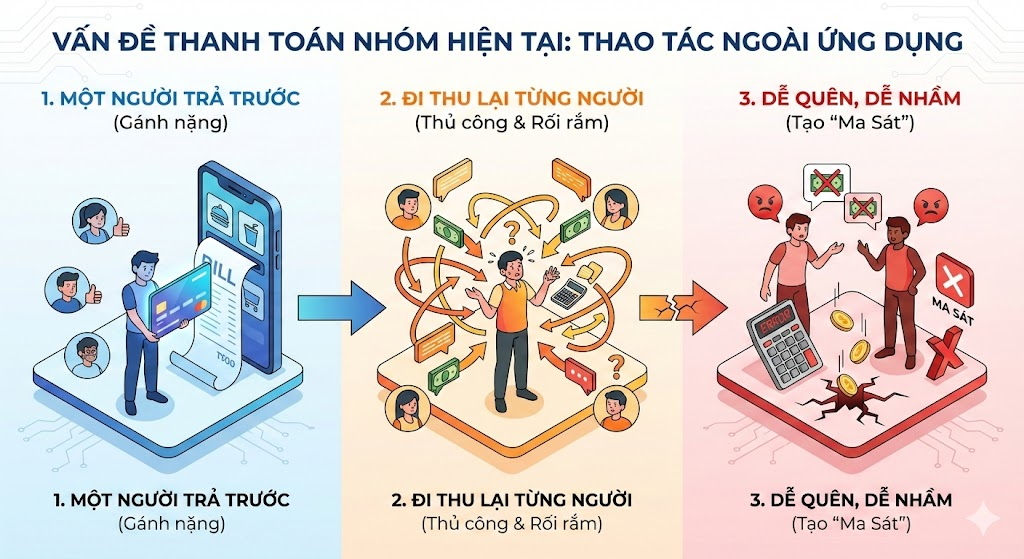 VẤN ĐỀ THANH TOÁN NHÓM HIỆN TẠI: THAO TÁC NGOÀI ỨNG DỤNG
1. MỘT NGƯỜI TRẢ TRƯỚC
(Gánh nặng)
2. ĐI THU LẠI TỪNG NGƯỜI
(Thủ công & Rối rắm)
3. DỄ QUÊN, DỄ NHẦM
(Tạo “Ma Sát”)
BILL
?
?
ERROR
MA SÁT
1. MỘT NGƯỜI TRẢ TRƯỚC
(Gánh nặng)
2. ĐI THU LẠI TỪNG NGƯỜI
(Thủ công & Rối rắm)
3. DỄ QUÊN, DỄ NHẦM
(Tạo “Ma Sát”)